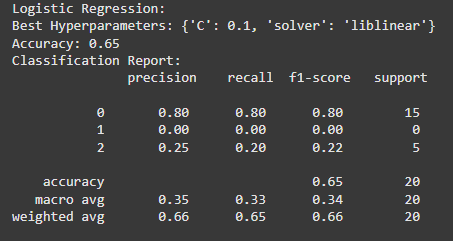 Logistic Regression:
Best Hyperparameters: {'C': 0.1, 'solver': 'liblinear'}
Accuracy: 0.65
Classification Report:
precision recall f1-score support
0 0.80 0.80 0.80 15
1 0.00 0.00 0.00 0
2 0.25 0.20 0.22 5
accuracy 0.65 20
macro avg 0.35 0.33 0.34 20
weighted avg 0.66 0.65 0.66 20